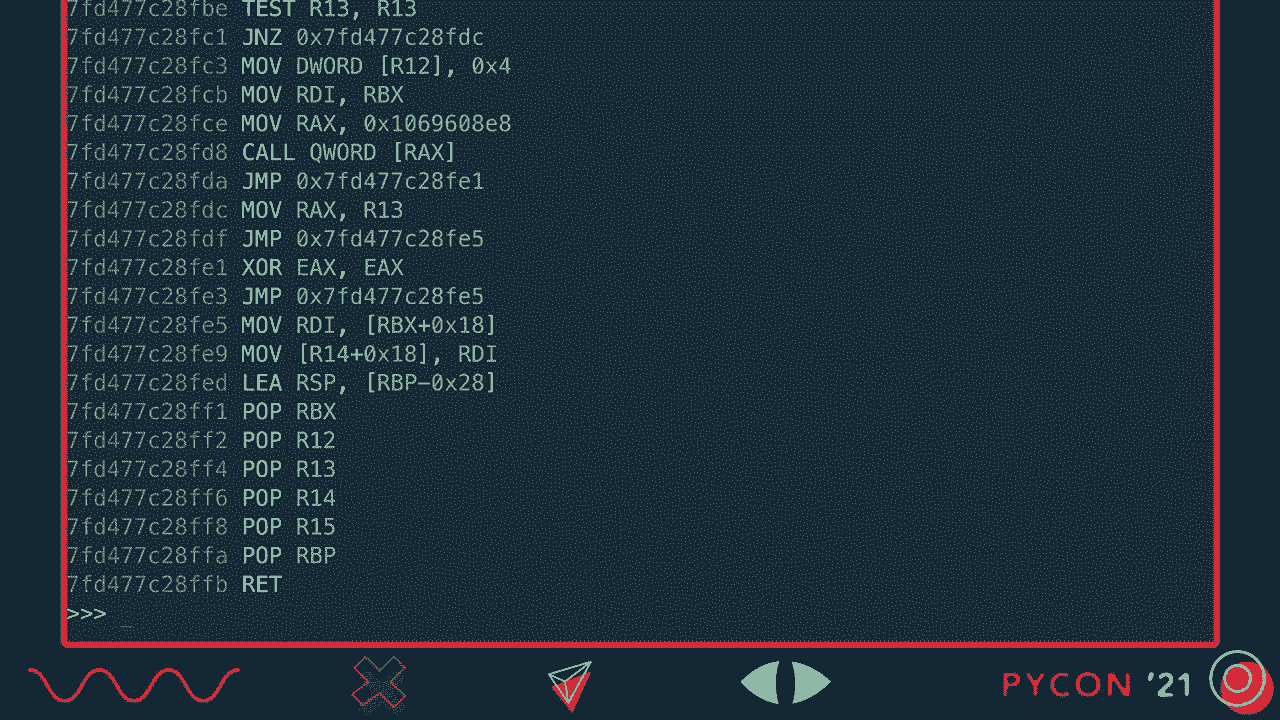 7fd477c28fbe TEST R13, R13
7fd477c28fc1 JNZ 0x7fd477c28fdc
7fd477c28fc3 MOV DWORD [R12], 0x4
7fd477c28fcb MOV RDI, RBX
7fd477c28fce MOV RAX, 0x1069608e8
7fd477c28fd8 CALL QWORD [RAX]
7fd477c28fda JMP 0x7fd477c28fe1
7fd477c28fdc MOV RAX, R13
7fd477c28fdf JMP 0x7fd477c28fe5
7fd477c28fe1 XOR EAX, EAX
7fd477c28fe3 JMP 0x7fd477c28fe5
7fd477c28fe5 MOV RDI, [RBX+0x18]
7fd477c28fe9 MOV [R14+0x18], RDI
7fd477c28fed LEA RSP, [RBP-0x28]
7fd477c28ff1 POP RBX
7fd477c28ff2 POP R12
7fd477c28ff4 POP R13
7fd477c28ff6 POP R14
7fd477c28ff8 POP R15
7fd477c28ffa POP RBP
7fd477c28ffb RET
>>> _
PYCON '21